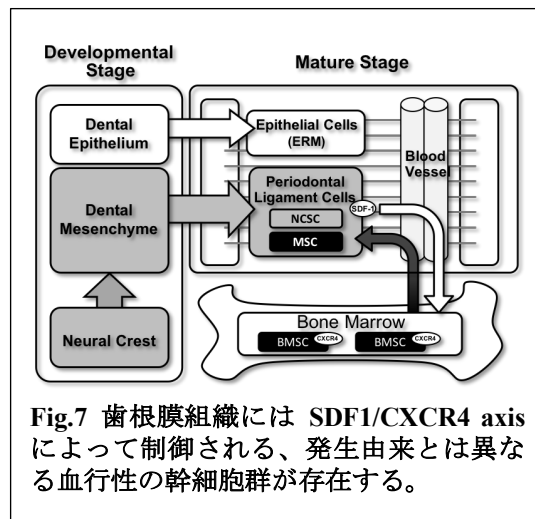 Developmental
Stage
Mature Stage
Dental
Epithelium
Epithelial Cells
(ERM)
Blood
Vessel
Dental
Mesenchyme
Periodontal
Ligament Cells
SDF-1
NCSC
MSC
Neural Crest
Bone Marrow
BMSC
CXCR4
BMSC
CXCR4
Fig.7 歯根膜組織には SDF1/CXCR4 axis
によって制御される、発生由来とは異な
る血行性の幹細胞群が存在する。